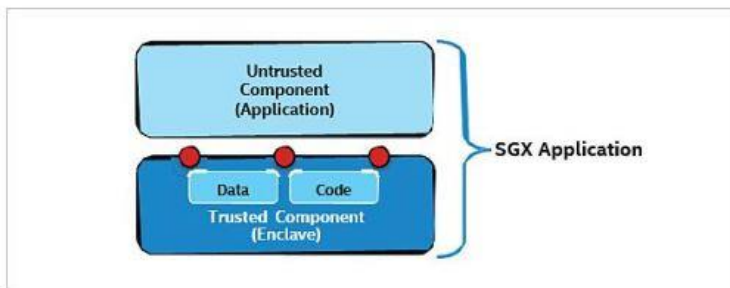 Untrusted
Component
(Application)
SGX Application
Data
Code
Trusted Component
(Enclave)